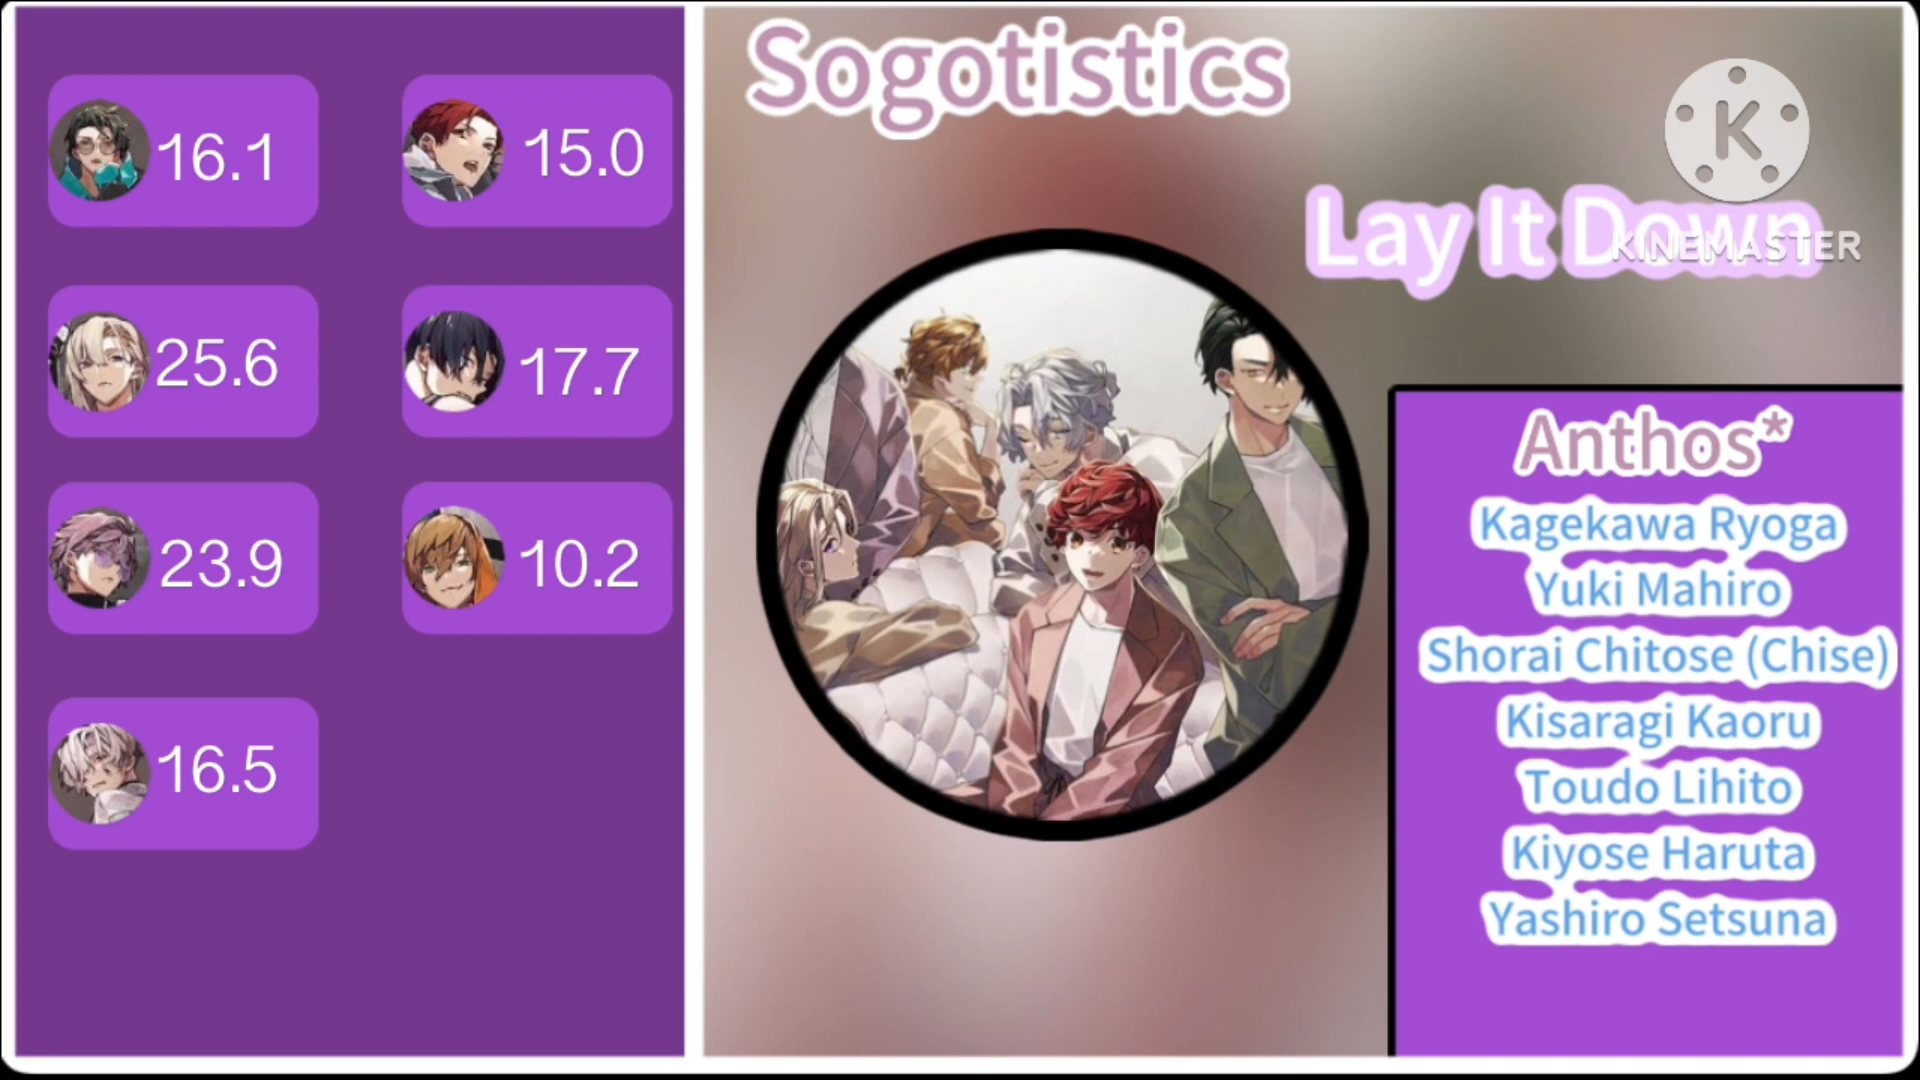 16.1
15.0
25.6
17.7
23.9
10.2
16.5
Sogotistics
Lay It Down
K
KINEMASTER
Anthos*
Kagekawa Ryoga
Yuki Mahiro
Shorai Chitose (Chise)
Kisaragi Kaoru
Toudo Lihito
Kiyose Haruta
Yashiro Setsuna